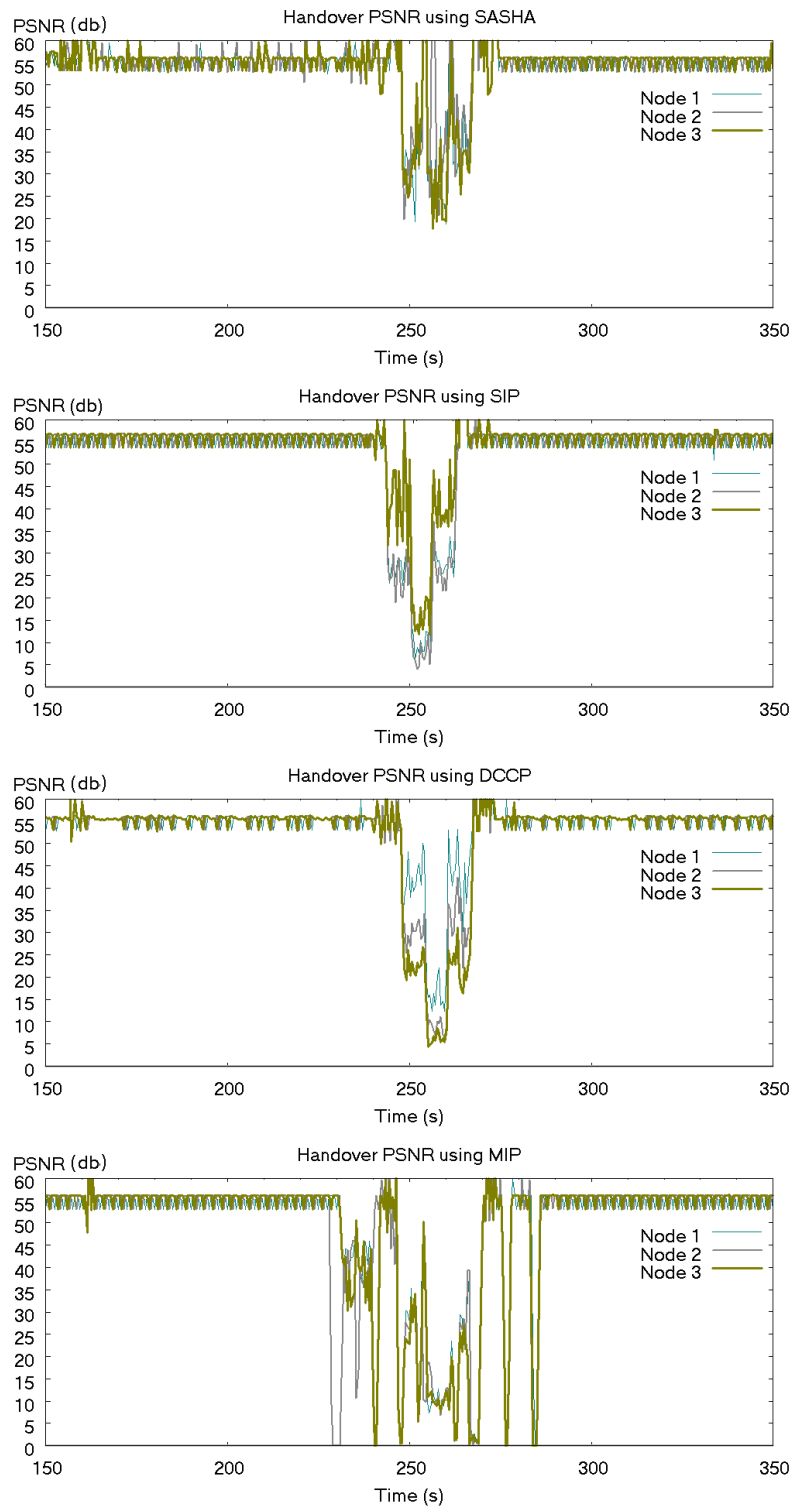 Handover PSNR using SASHA
PSNR (db)
60
55
50
45
40
35
30
25
20
15
10
5
0
Node 1
Node 2
Node 3
150 200 250 300 350
Time (s)
Handover PSNR using SIP
PSNR (db)
60
55
50
45
40
35
30
25
20
15
10
5
0
Node 1
Node 2
Node 3
150 200 250 300 350
Time (s)
Handover PSNR using DCCP
PSNR (db)
60
55
50
45
40
35
30
25
20
15
10
5
0
Node 1
Node 2
Node 3
150 200 250 300 350
Time (s)
Handover PSNR using MIP
PSNR (db)
60
55
50
45
40
35
30
25
20
15
10
5
0
Node 1
Node 2
Node 3
150 200 250 300 350
Time (s)